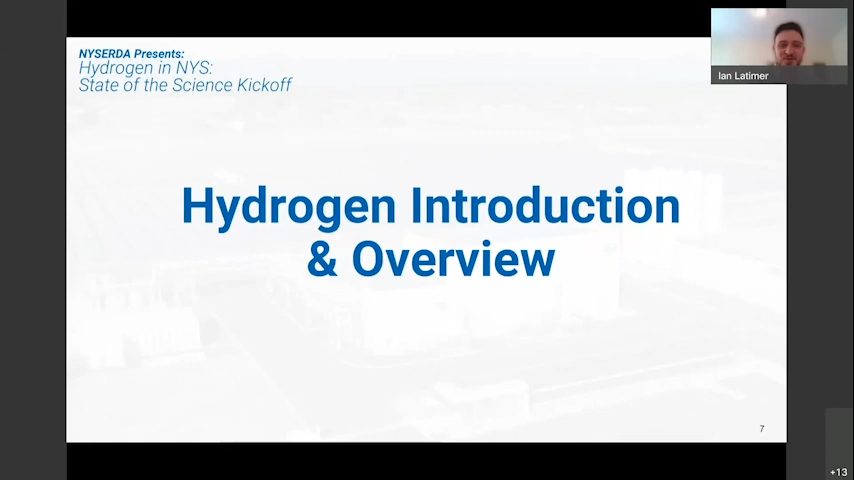 NYSERDA Presents:
Hydrogen in NYS:
State of the Science Kickoff
Ian Latimer
Hydrogen Introduction
& Overview
7
+13